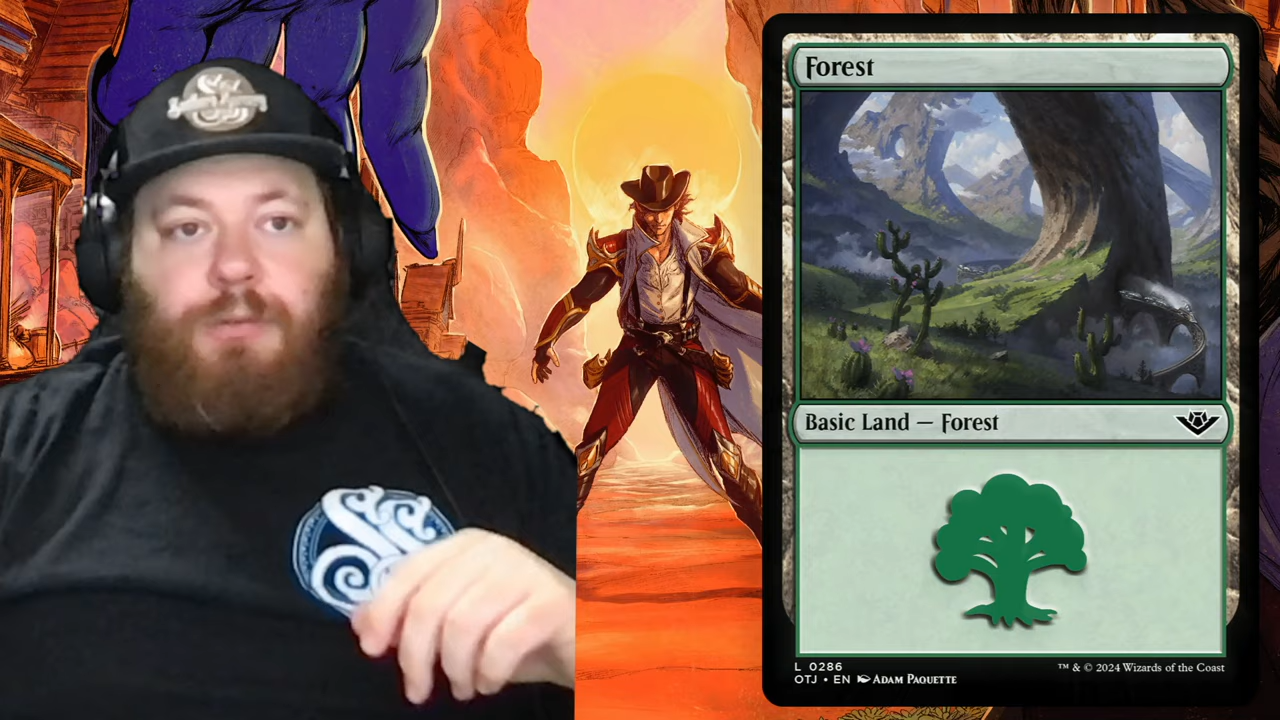 Forest
Basic Land — Forest
L 0286
OTJ • EN Adam Paquette
™ & © 2024 Wizards of the Coast